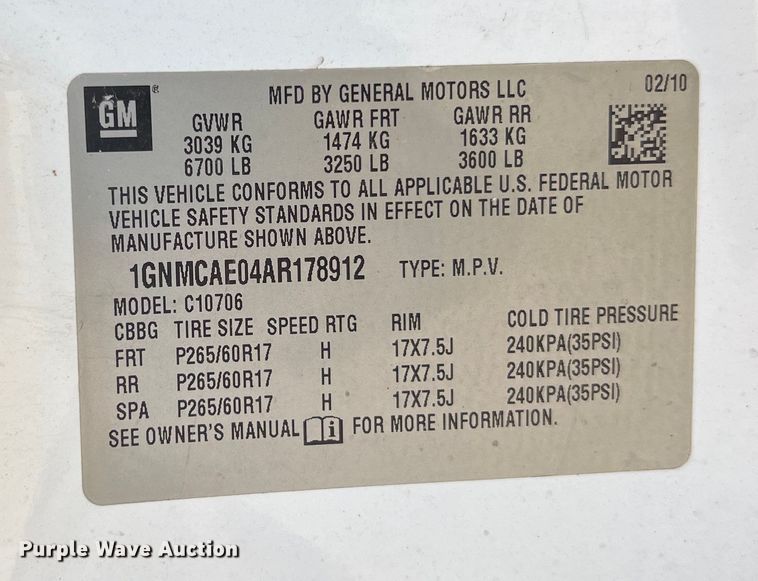 GM ® MFD BY GENERAL MOTORS LLC 02/10
GVWR GAWR FRT GAWR RR
3039 KG 1474 KG 1633 KG
6700 LB 3250 LB 3600 LB
THIS VEHICLE CONFORMS TO ALL APPLICABLE U.S. FEDERAL MOTOR
VEHICLE SAFETY STANDARDS IN EFFECT ON THE DATE OF
MANUFACTURE SHOWN ABOVE.
1GNMCAE04AR178912 TYPE: M.P.V.
MODEL: C10706
CBBG TIRE SIZE SPEED RTG RIM COLD TIRE PRESSURE
FRT P265/60R17 H 17X7.5J 240KPA(35PSI)
RR P265/60R17 H 17X7.5J 240KPA(35PSI)
SPA P265/60R17 H 17X7.5J 240KPA(35PSI)
SEE OWNER'S MANUAL i FOR MORE INFORMATION.
Purple Wave Auction